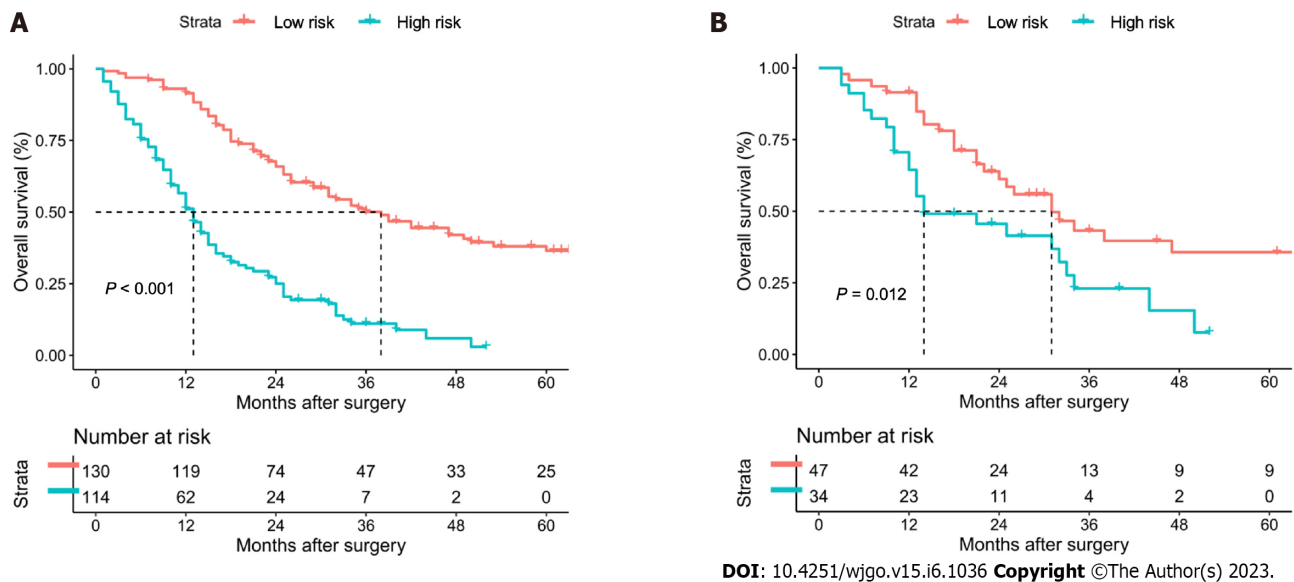 A
Strata Low risk High risk
1.00
0.75
0.50
0.25
0.00
Overall survival (%)
P < 0.001
0 12 24 36 48 60
Months after surgery
Number at risk
Strata
130 119 74 47 33 25
114 62 24 7 2 0
0 12 24 36 48 60
Months after surgery
B
Strata Low risk High risk
1.00
0.75
0.50
0.25
0.00
Overall survival (%)
P = 0.012
0 12 24 36 48 60
Months after surgery
Number at risk
Strata
47 42 24 13 9 9
34 23 11 4 2 0
0 12 24 36 48 60
Months after surgery
DOI: 10.4251/wjgo.v15.i6.1036 Copyright ©The Author(s) 2023.